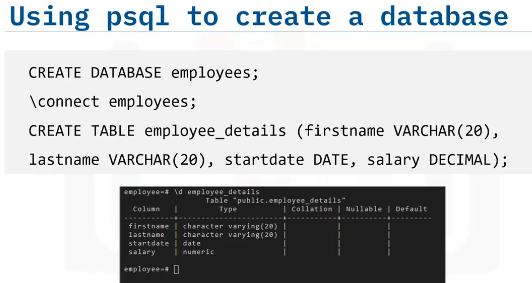 Using psql to create a database
CREATE DATABASE employees;
\connect employees;
CREATE TABLE employee_details (firstname VARCHAR(20),
lastname VARCHAR(20), startdate DATE, salary DECIMAL);
employee=# \d employee_details
Table "public.employee_details"
Column | Type | Collation | Nullable | Default
-----------+-----------------------+-----------+----------+---------
firstname | character varying(20) | | |
lastname | character varying(20) | | |
startdate | date | | |
salary | numeric | | |
employee=#